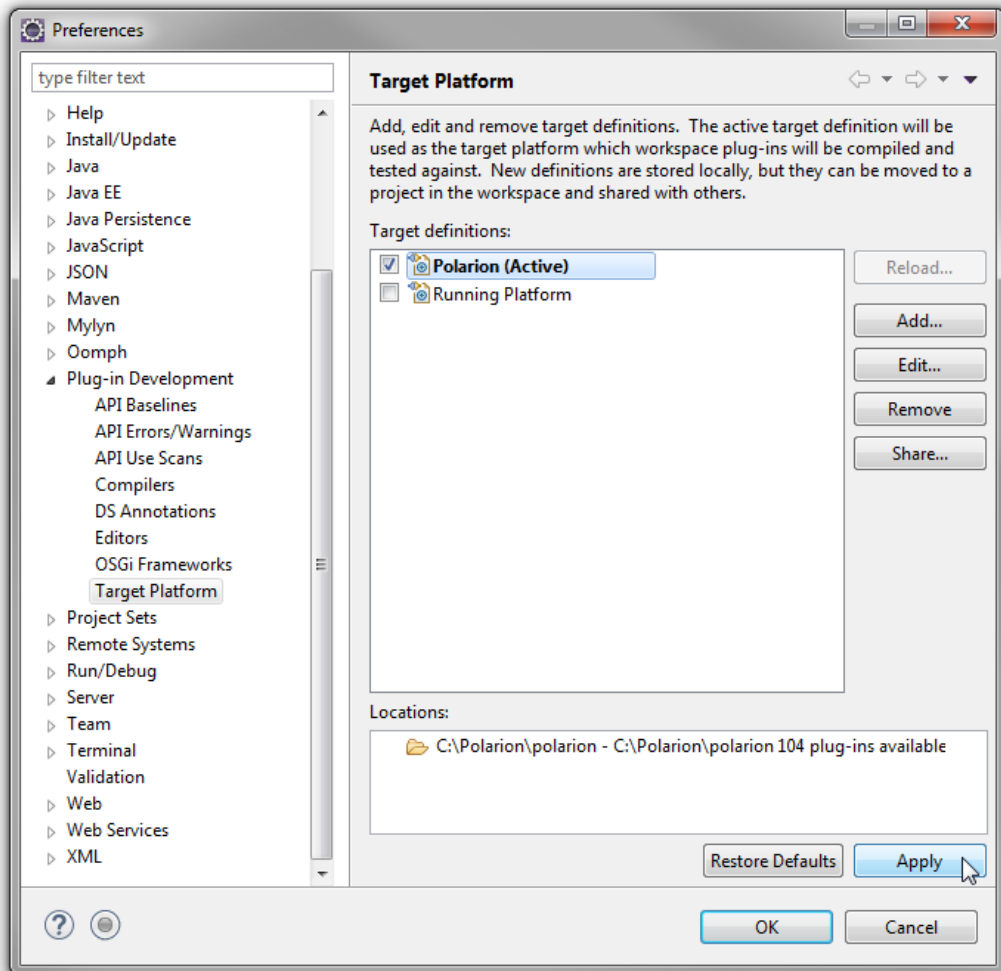 Preferences
type filter text
Help
Install/Update
Java
Java EE
Java Persistence
JavaScript
JSON
Maven
Mylyn
Oomph
Plug-in Development
API Baselines
API Errors/Warnings
API Use Scans
Compilers
DS Annotations
Editors
OSGi Frameworks
Target Platform
Project Sets
Remote Systems
Run/Debug
Server
Team
Terminal
Validation
Web
Web Services
XML
Target Platform
Add, edit and remove target definitions.  The active target definition will be
used as the target platform which workspace plug-ins will be compiled and
tested against.  New definitions are stored locally, but they can be moved to a
project in the workspace and shared with others.
Target definitions:
Polarion (Active)
Running Platform
Reload...
Add...
Edit...
Remove
Share...
Locations:
C:\Polarion\polarion - C:\Polarion\polarion 104 plug-ins available
Restore Defaults
Apply
OK
Cancel